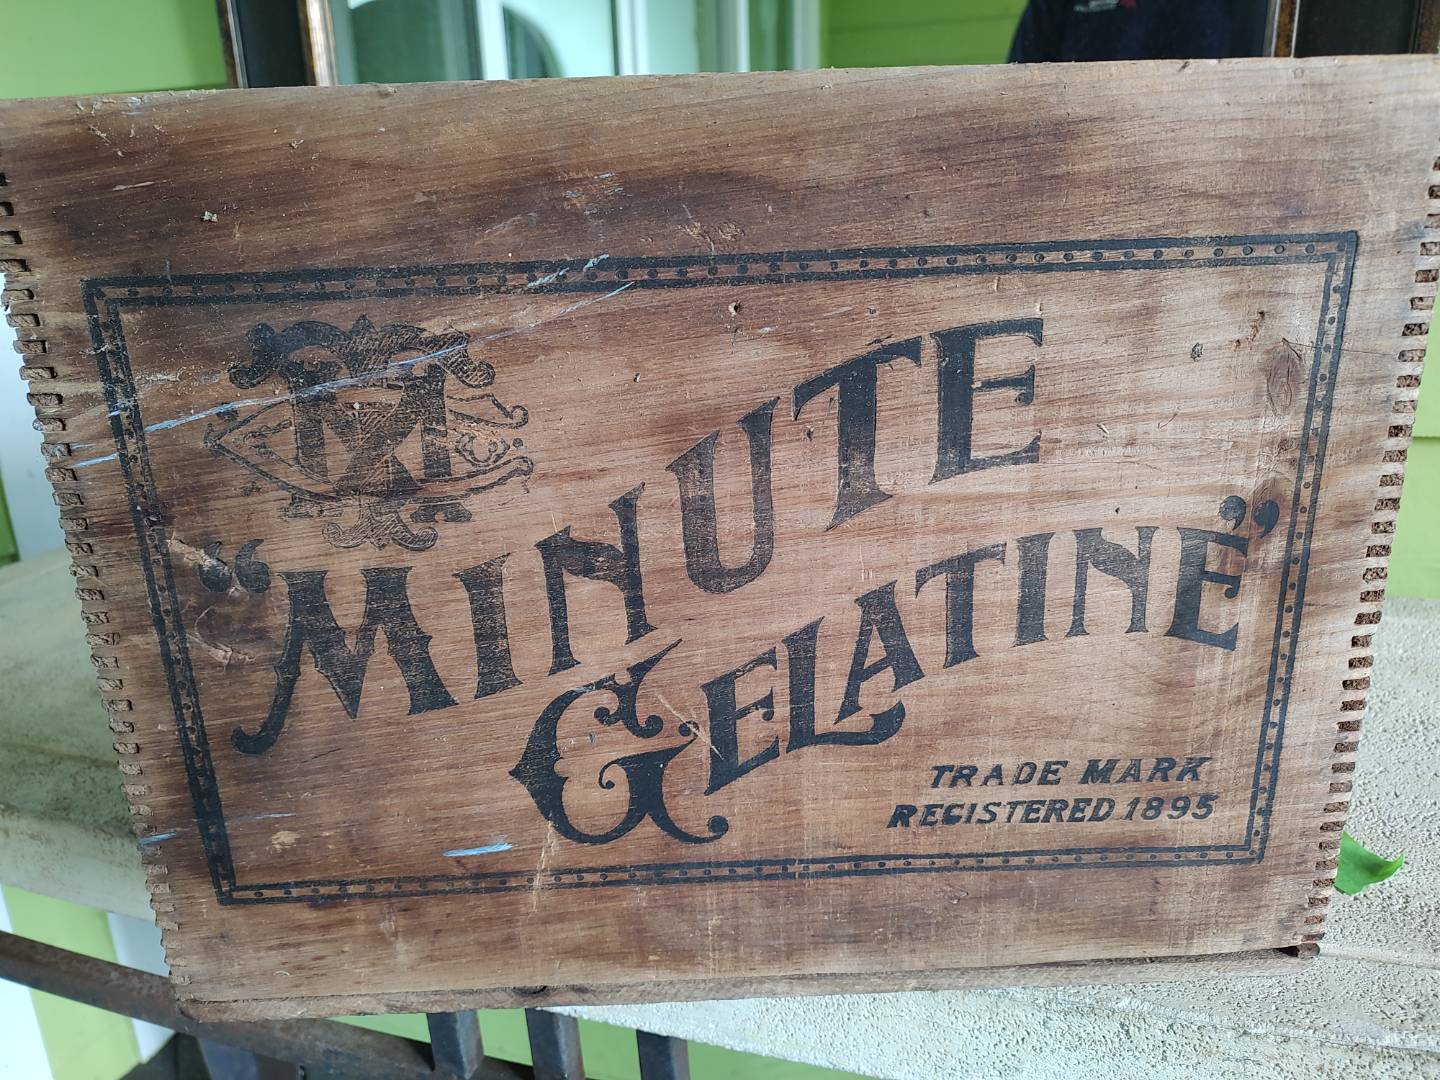 “MINUTE
GELATINE”
TRADE MARK
REGISTERED 1895